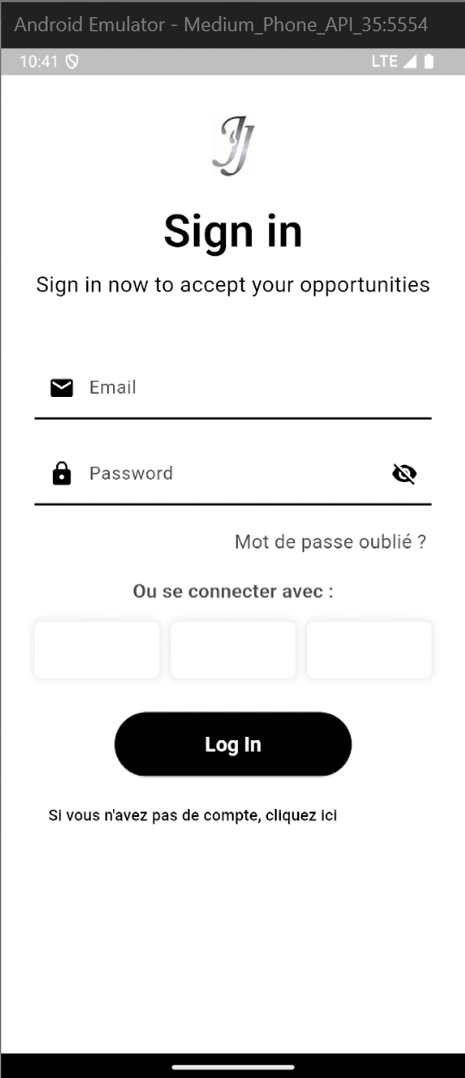 Android Emulator - Medium_Phone_API_35:5554
10:41 LTE
JJ
Sign in
Sign in now to accept your opportunities
Email
Password
Mot de passe oublié ?
Ou se connecter avec :
Log In
Si vous n'avez pas de compte, cliquez ici